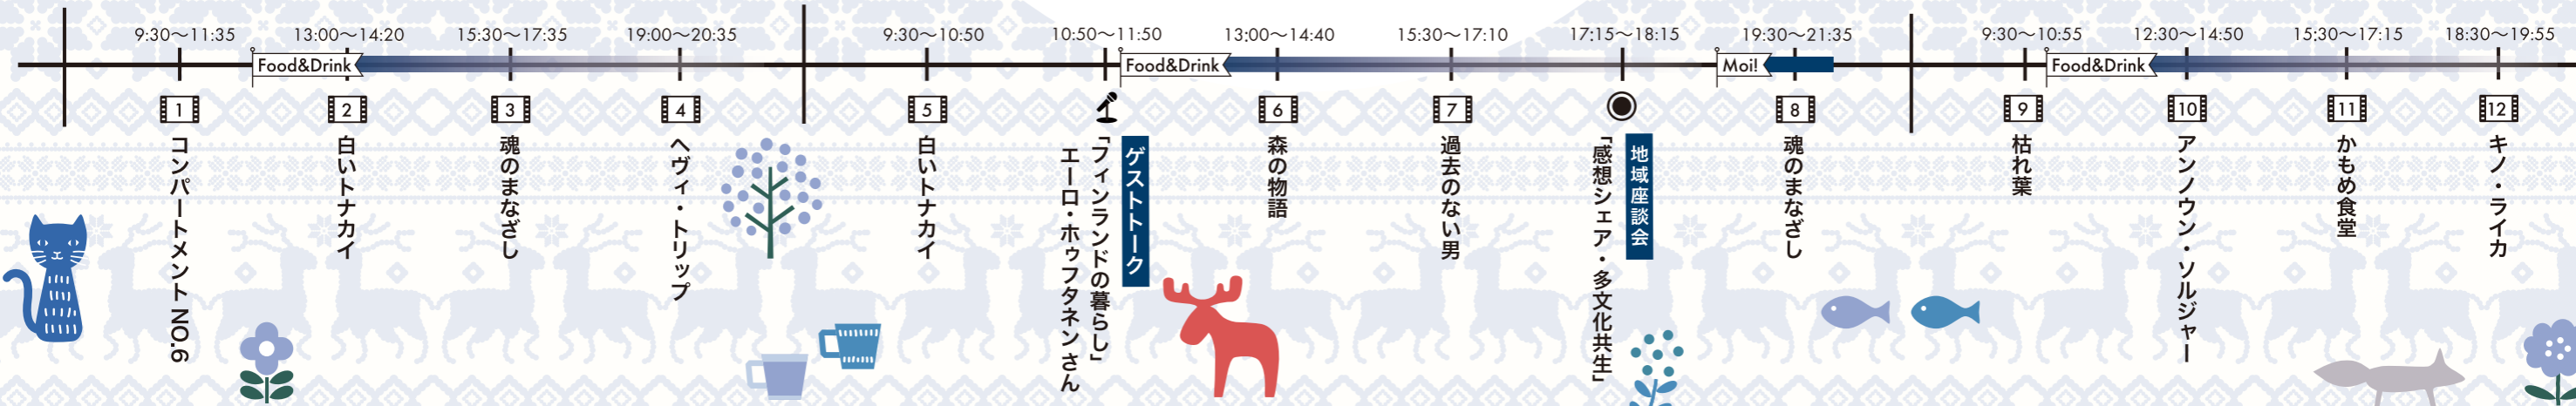 9:30〜11:35
1
コンパートメント NO.6
Food&Drink
13:00〜14:20
2
白いトナカイ
15:30〜17:35
3
魂のまなざし
19:00〜20:35
4
ヘヴィ・トリップ
9:30〜10:50
5
白いトナカイ
10:50〜11:50
ゲストトーク
「フィンランドの暮らし」
エーロ・ホゥフタネンさん
Food&Drink
13:00〜14:40
6
森の物語
15:30〜17:10
7
過去のない男
17:15〜18:15
地域座談会
「感想シェア・多文化共生」
Moi!
19:30〜21:35
8
魂のまなざし
9:30〜10:55
9
枯れ葉
Food&Drink
12:30〜14:50
10
アンノウン・ソルジャー
15:30〜17:15
11
かもめ食堂
18:30〜19:55
12
キノ・ライカ